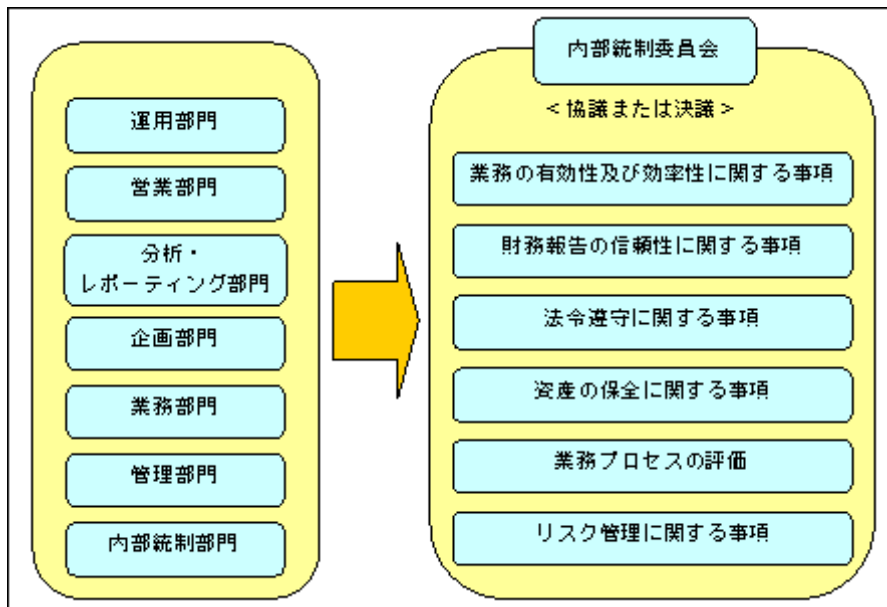 運用部門
営業部門
分析・
レポーティング部門
企画部門
業務部門
管理部門
内部統制部門
内部統制委員会
＜協議または決議＞
業務の有効性及び効率性に関する事項
財務報告の信頼性に関する事項
法令遵守に関する事項
資産の保全に関する事項
業務プロセスの評価
リスク管理に関する事項